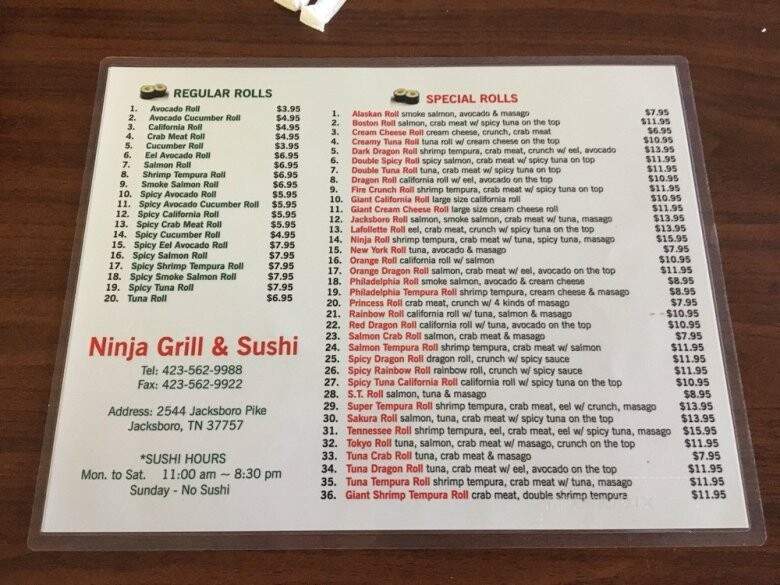 REGULAR ROLLS
1. Avocado Roll $3.95
2. Avocado Cucumber Roll $4.95
3. California Roll $4.95
4. Crab Meat Roll $4.95
5. Cucumber Roll $3.95
6. Eel Avocado Roll $6.95
7. Salmon Roll $6.95
8. Shrimp Tempura Roll $6.95
9. Smoke Salmon Roll $6.95
10. Spicy Avocado Roll $5.95
11. Spicy Avocado Cucumber Roll $5.95
12. Spicy California Roll $5.95
13. Spicy Crab Meat Roll $5.95
14. Spicy Cucumber Roll $4.95
15. Spicy Eel Avocado Roll $7.95
16. Spicy Salmon Roll $7.95
17. Spicy Shrimp Tempura Roll $7.95
18. Spicy Smoke Salmon Roll $7.95
19. Spicy Tuna Roll $7.95
20. Tuna Roll $6.95
Ninja Grill & Sushi
Tel: 423-562-9988
Fax: 423-562-9922
Address: 2544 Jacksboro Pike
Jacksboro, TN 37757
*SUSHI HOURS
Mon. to Sat. 11:00 am ~ 8:30 pm
Sunday - No Sushi
SPECIAL ROLLS
1. Alaskan Roll smoke salmon, avocado & masago $7.95
2. Boston Roll salmon, crab meat w/ spicy tuna on the top $11.95
3. Cream Cheese Roll cream cheese, crunch, crab meat $6.95
4. Creamy Tuna Roll tuna roll w/ cream cheese on the top $10.95
5. Dark Dragon Roll shrimp tempura, crab meat, crunch w/ eel, avocado $13.95
6. Double Spicy Roll spicy salmon, crab meat w/ spicy tuna on top $11.95
7. Double Tuna Roll tuna, crab meat w/ spicy tuna on top $11.95
8. Dragon Roll california roll w/ eel, avocado on the top $10.95
9. Fire Crunch Roll shrimp tempura, crab meat w/ spicy tuna on top $11.95
10. Giant California Roll large size california roll $10.95
11. Giant Cream Cheese Roll large size cream cheese roll $11.95
12. Jacksboro Roll salmon, smoke salmon, crab meat w/ tuna, masago $13.95
13. Lafollette Roll eel, crab meat, crunch w/ spicy tuna on the top $13.95
14. Ninja Roll shrimp tempura, crab meat w/ tuna, spicy tuna, masago $15.95
15. New York Roll tuna, avocado & masago $7.95
16. Orange Roll california roll w/ salmon $10.95
17. Orange Dragon Roll salmon, crab meat w/ eel, avocado on the top $11.95
18. Philadelphia Roll smoke salmon, avocado & cream cheese $8.95
19. Philadelphia Tempura Roll shrimp tempura, cream cheese & masago $8.95
20. Princess Roll crab meat, crunch w/ 4 kinds of masago $7.95
21. Rainbow Roll california roll w/ tuna, salmon & masago $10.95
22. Red Dragon Roll california roll w/ tuna, avocado on the top $10.95
23. Salmon Crab Roll salmon, crab meat & masago $7.95
24. Salmon Tempura Roll shrimp tempura, crab meat w/ salmon $11.95
25. Spicy Dragon Roll dragon roll, crunch w/ spicy sauce $11.95
26. Spicy Rainbow Roll rainbow roll, crunch w/ spicy sauce $11.95
27. Spicy Tuna California Roll california roll w/ spicy tuna on the top $10.95
28. S.T. Roll salmon, tuna & masago $8.95
29. Super Tempura Roll shrimp tempura, crab meat, eel w/ crunch, masago $13.95
30. Sakura Roll salmon, tuna, crab meat w/ spicy tuna on the top $13.95
31. Tennessee Roll shrimp tempura, eel, crab meat, eel w/ spicy tuna, masago $15.95
32. Tokyo Roll tuna, salmon, crab meat w/ masago, crunch on the top $11.95
33. Tuna Crab Roll tuna, crab meat & masago $7.95
34. Tuna Dragon Roll tuna, crab meat w/ eel, avocado on the top $11.95
35. Tuna Tempura Roll shrimp tempura, crab meat w/ tuna, masago $11.95
36. Giant Shrimp Tempura Roll crab meat, double shrimp tempura $11.95